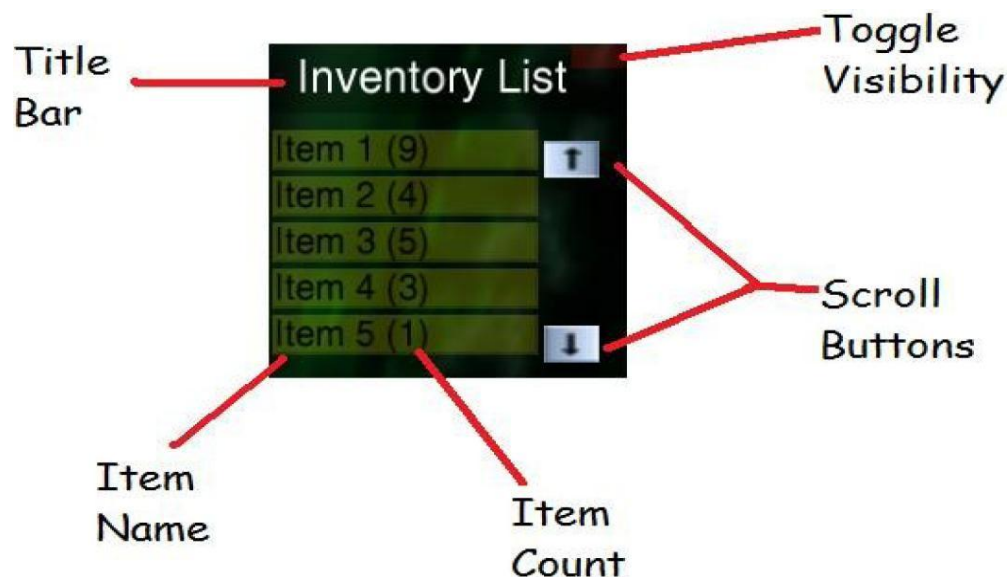 Title
Bar
Inventory List
Toggle
Visibility
Item 1 (9)
Item 2 (4)
Item 3 (5)
Item 4 (3)
Item 5 (1)
Scroll
Buttons
Item
Name
Item
Count